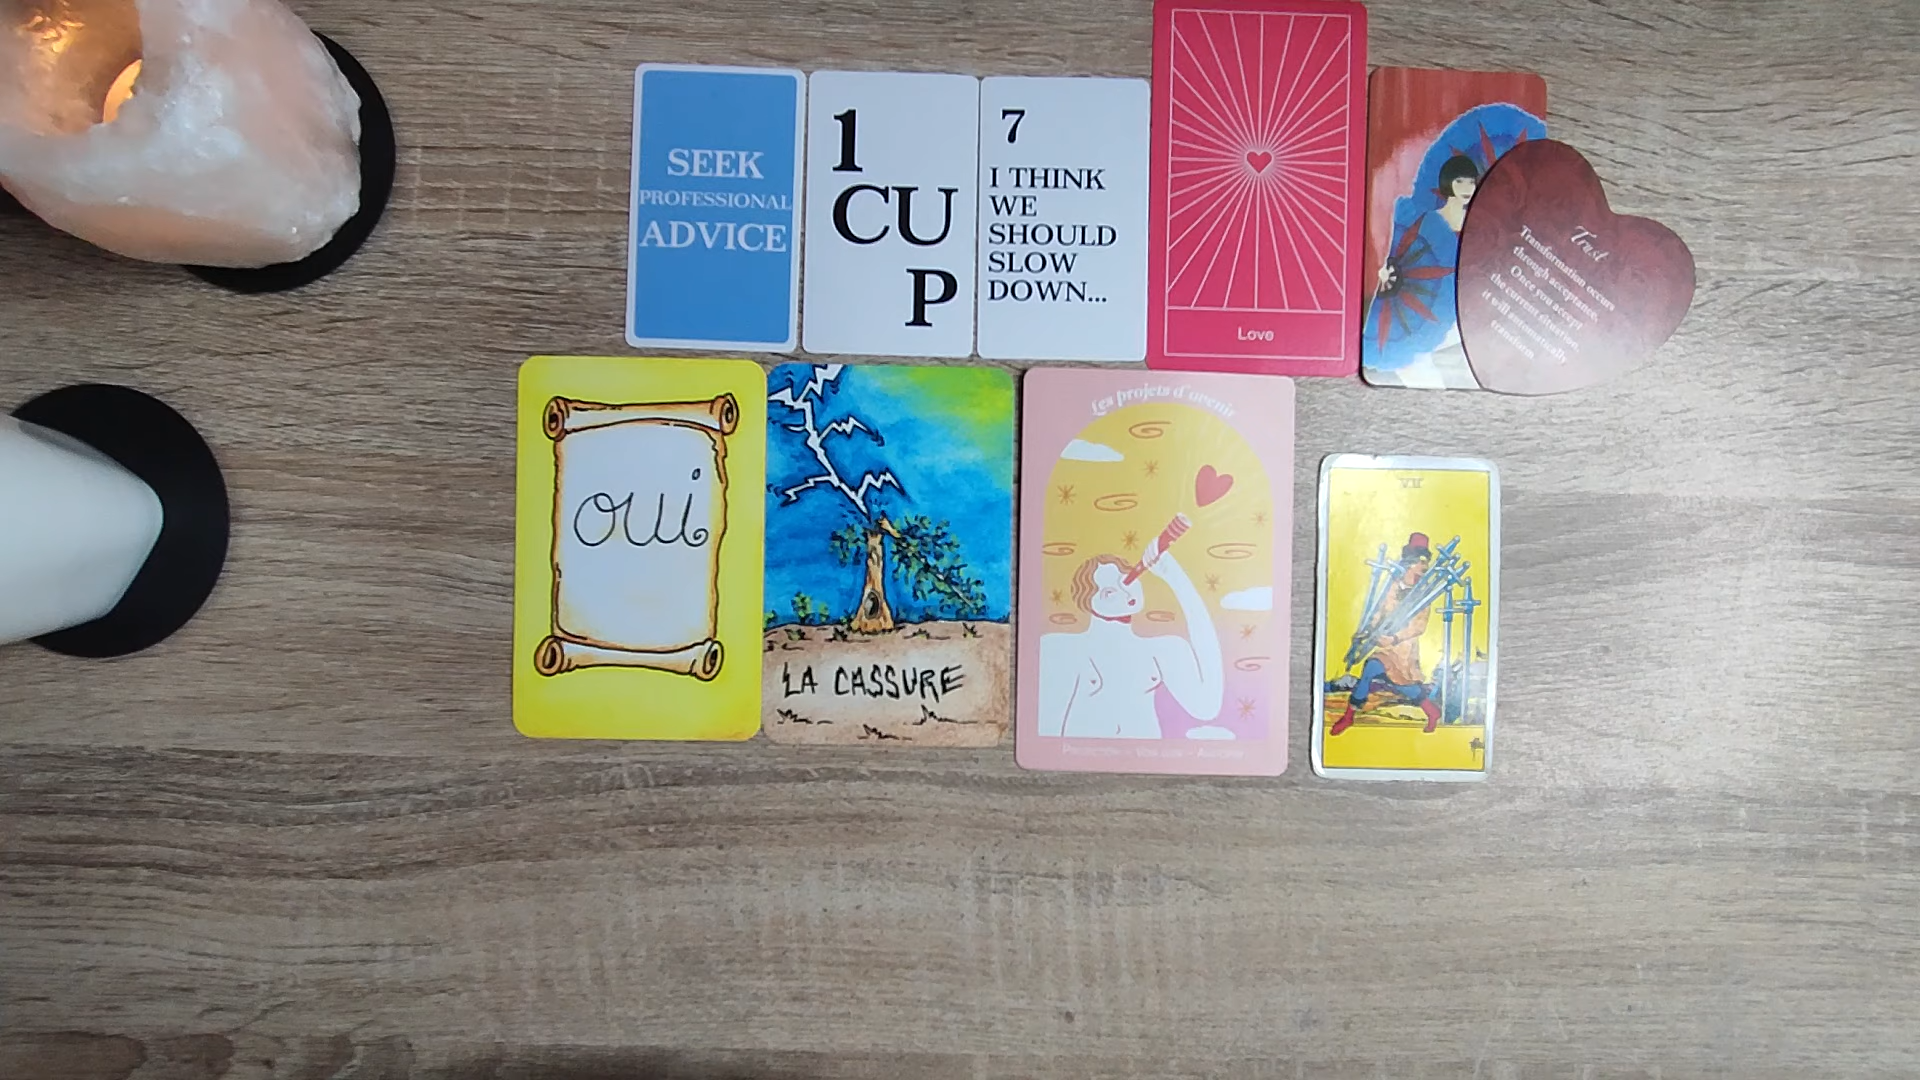 SEEK
PROFESSIONAL
ADVICE
1
CU
P
7
I THINK
WE
SHOULD
SLOW
DOWN...
Love
Trust
Transformation occurs
through acceptance.
Once you accept
the current situation,
it will automatically
transform
oui
LA CASSURE
Les projets d'avenir
VII